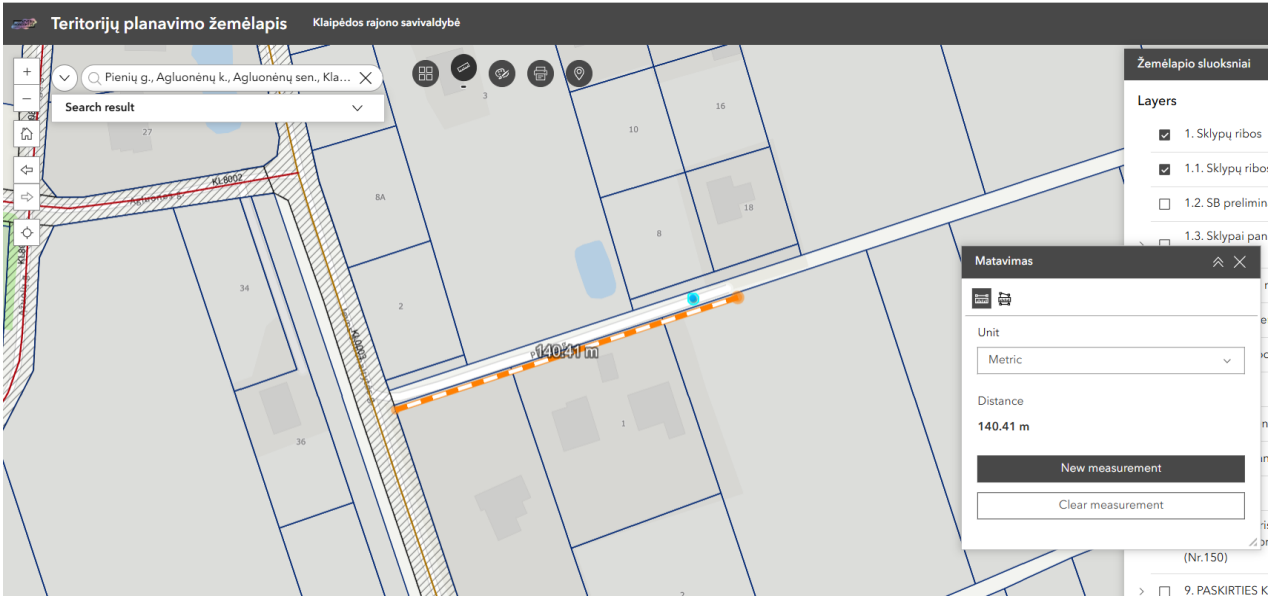 Teritorijų planavimo žemėlapis
Klaipėdos rajono savivaldybė
Pienių g., Agluonėnų k., Agluonėnų sen., Kla...
Search result
27
3
10
16
KL8002
Agluonos g.
8A
18
8
34
2
KL0003
140.41 m
36
1
2
Žemėlapio sluoksniai
Layers
1. Sklypų ribos
1.1. Sklypų ribos
1.2. SB prelimin
1.3. Sklypai pan
Matavimas
Unit
Metric
Distance
140.41 m
New measurement
Clear measurement
(Nr.150)
9. PASKIRTIES K